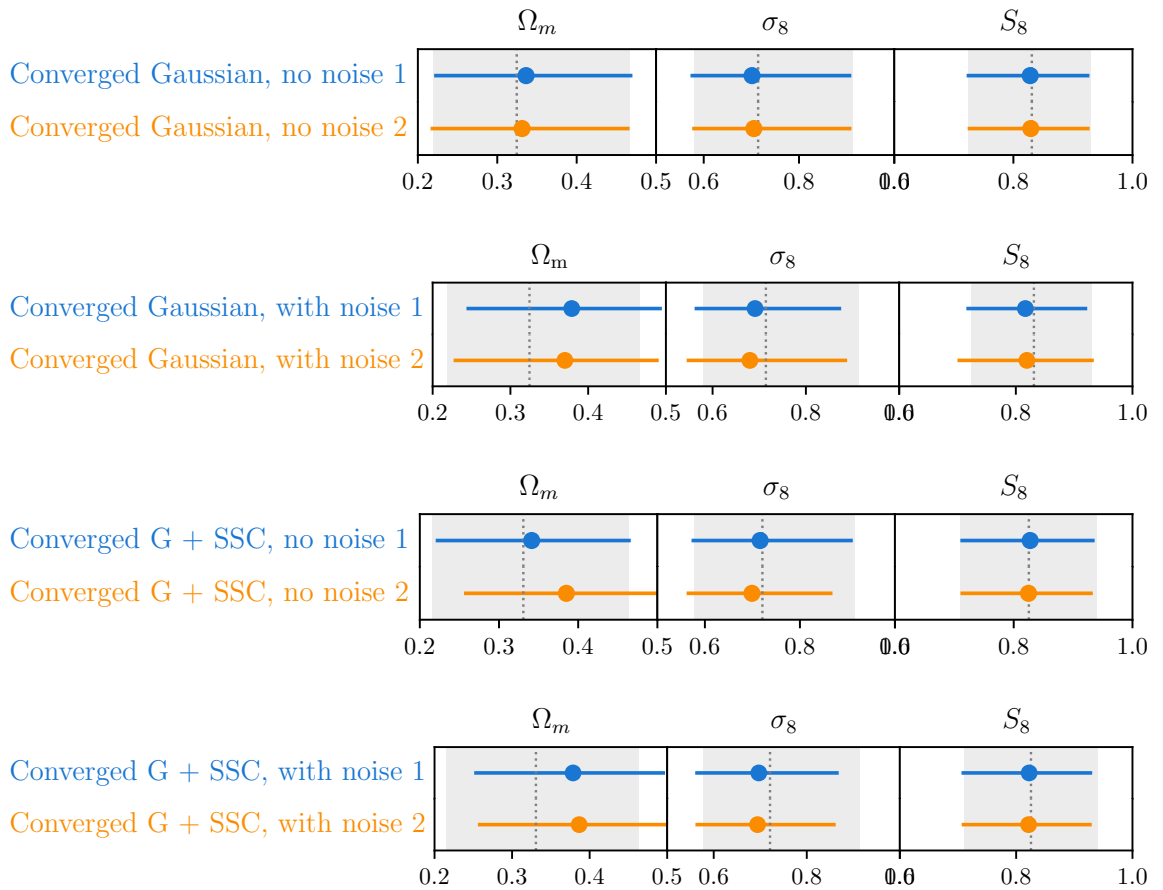 Ωₘ σ₈ S₈
Converged Gaussian, no noise 1
Converged Gaussian, no noise 2
0.2 0.3 0.4 0.5 0.6 0.8 1.0 0.6 0.8 1.0
Ωₘ σ₈ S₈
Converged Gaussian, with noise 1
Converged Gaussian, with noise 2
0.2 0.3 0.4 0.5 0.6 0.8 1.0 0.6 0.8 1.0
Ωₘ σ₈ S₈
Converged G + SSC, no noise 1
Converged G + SSC, no noise 2
0.2 0.3 0.4 0.5 0.6 0.8 1.0 0.6 0.8 1.0
Ωₘ σ₈ S₈
Converged G + SSC, with noise 1
Converged G + SSC, with noise 2
0.2 0.3 0.4 0.5 0.6 0.8 1.0 0.6 0.8 1.0